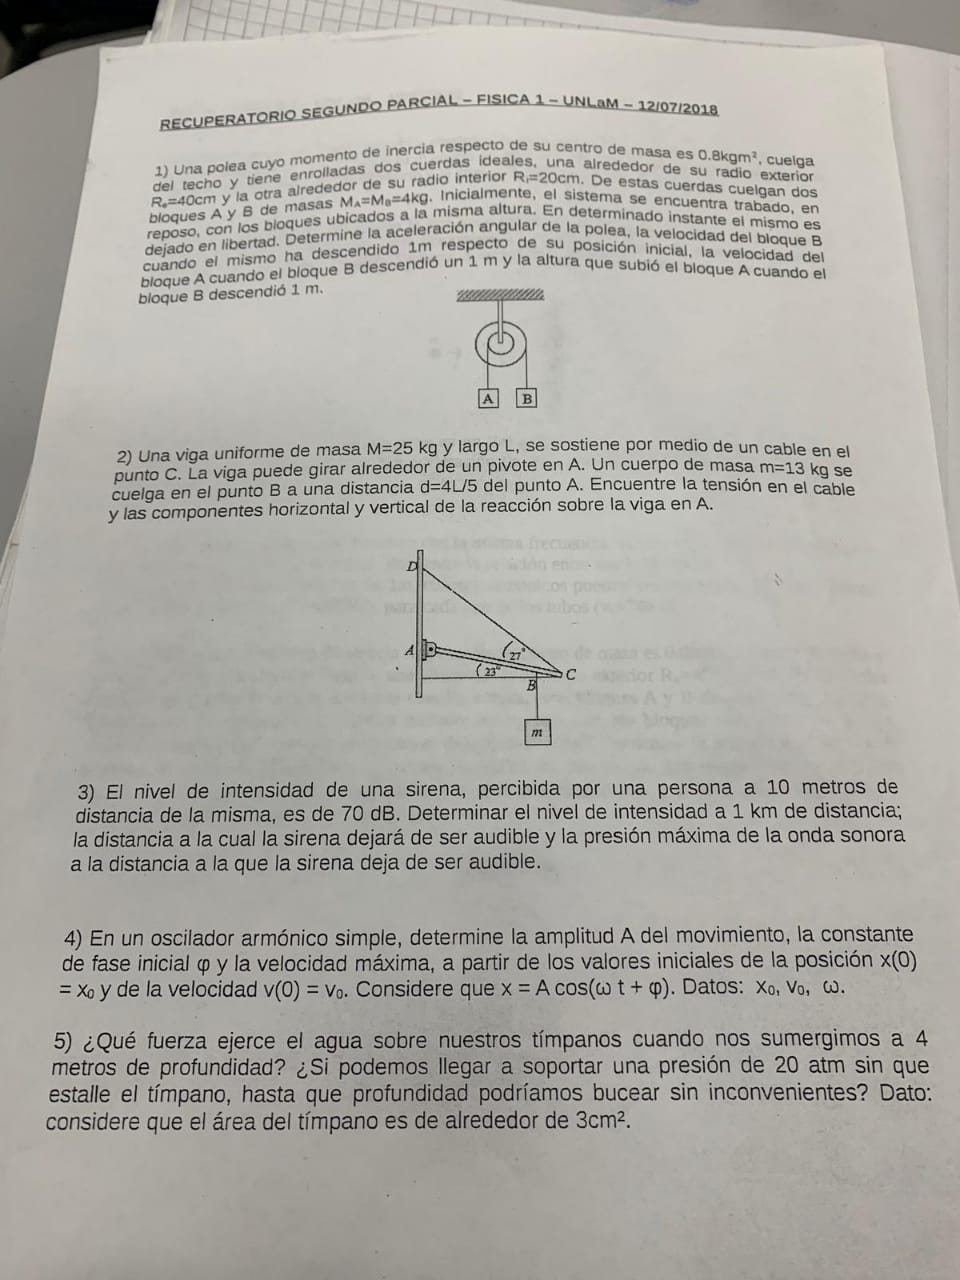 RECUPERATORIO SEGUNDO PARCIAL – FISICA 1 – UNLaM – 12/07/2018
1) Una polea cuyo momento de inercia respecto de su centro de masa es 0.8kgm², cuelga
del techo y tiene enrolladas dos cuerdas ideales, una alrededor de su radio exterior
Rₑ=40cm y la otra alrededor de su radio interior Rᵢ=20cm. De estas cuerdas cuelgan dos
bloques A y B de masas M_A=M_B=4kg. Inicialmente, el sistema se encuentra trabado, en
reposo, con los bloques ubicados a la misma altura. En determinado instante el mismo es
dejado en libertad. Determine la aceleración angular de la polea, la velocidad del bloque B
cuando el mismo ha descendido 1m respecto de su posición inicial, la velocidad del
bloque A cuando el bloque B descendió un 1 m y la altura que subió el bloque A cuando el
bloque B descendió 1 m.
A B
2) Una viga uniforme de masa M=25 kg y largo L, se sostiene por medio de un cable en el
punto C. La viga puede girar alrededor de un pivote en A. Un cuerpo de masa m=13 kg se
cuelga en el punto B a una distancia d=4L/5 del punto A. Encuentre la tensión en el cable
y las componentes horizontal y vertical de la reacción sobre la viga en A.
D
A 27°
23° C
B
m
3) El nivel de intensidad de una sirena, percibida por una persona a 10 metros de
distancia de la misma, es de 70 dB. Determinar el nivel de intensidad a 1 km de distancia;
la distancia a la cual la sirena dejará de ser audible y la presión máxima de la onda sonora
a la distancia a la que la sirena deja de ser audible.
4) En un oscilador armónico simple, determine la amplitud A del movimiento, la constante
de fase inicial φ y la velocidad máxima, a partir de los valores iniciales de la posición x(0)
= x₀ y de la velocidad v(0) = v₀. Considere que x = A cos(ω t + φ). Datos: x₀, v₀, ω.
5) ¿Qué fuerza ejerce el agua sobre nuestros tímpanos cuando nos sumergimos a 4
metros de profundidad? ¿Si podemos llegar a soportar una presión de 20 atm sin que
estalle el tímpano, hasta que profundidad podríamos bucear sin inconvenientes? Dato:
considere que el área del tímpano es de alrededor de 3cm².